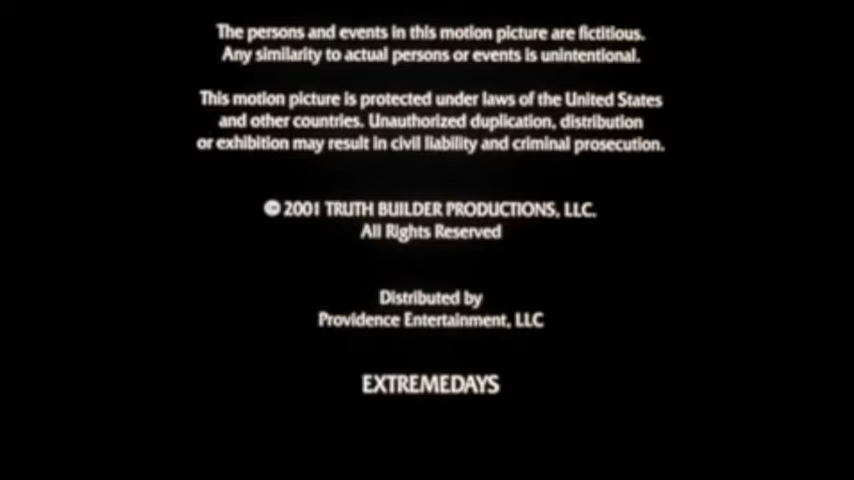 The persons and events in this motion picture are fictitious.
Any similarity to actual persons or events is unintentional.
This motion picture is protected under laws of the United States
and other countries. Unauthorized duplication, distribution
or exhibition may result in civil liability and criminal prosecution.
© 2001 TRUTH BUILDER PRODUCTIONS, LLC.
All Rights Reserved
Distributed by
Providence Entertainment, LLC
EXTREMEDAYS